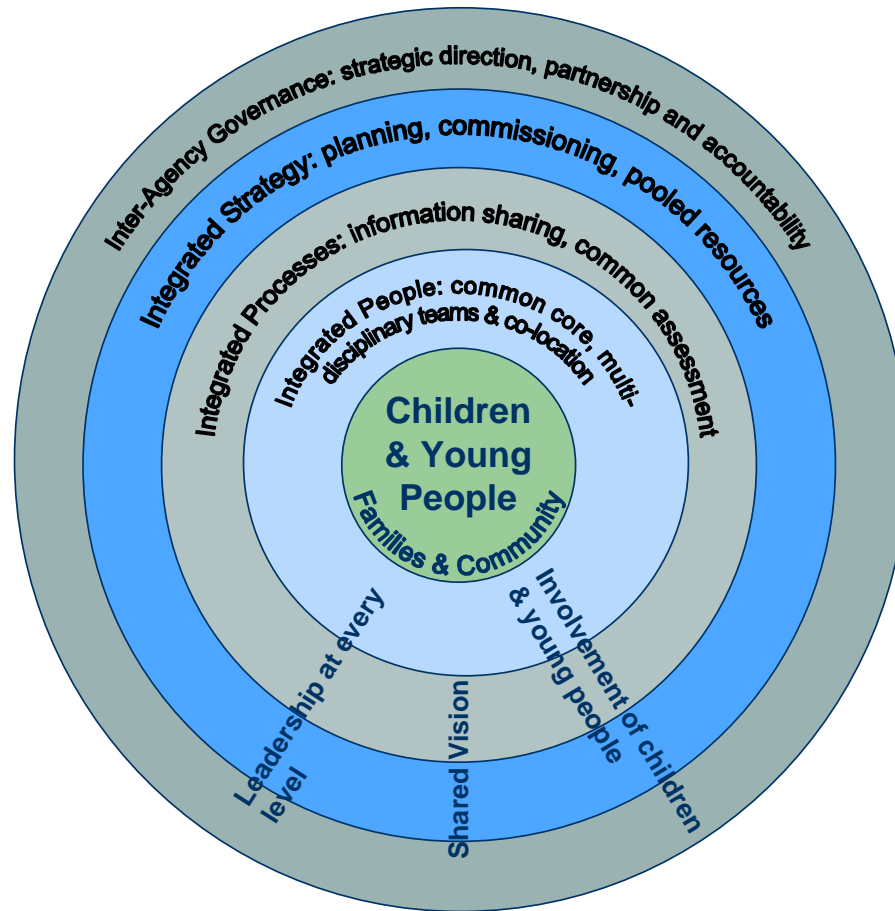 Inter-Agency Governance: strategic direction, partnership and accountability
Integrated Strategy: planning, commissioning, pooled resources
Integrated Processes: information sharing, common assessment
Integrated People: common core, multi-
disciplinary teams & co-location
Children
& Young
People
Families & Community
Leadership at every
level
Shared Vision
Involvement of children
& young people